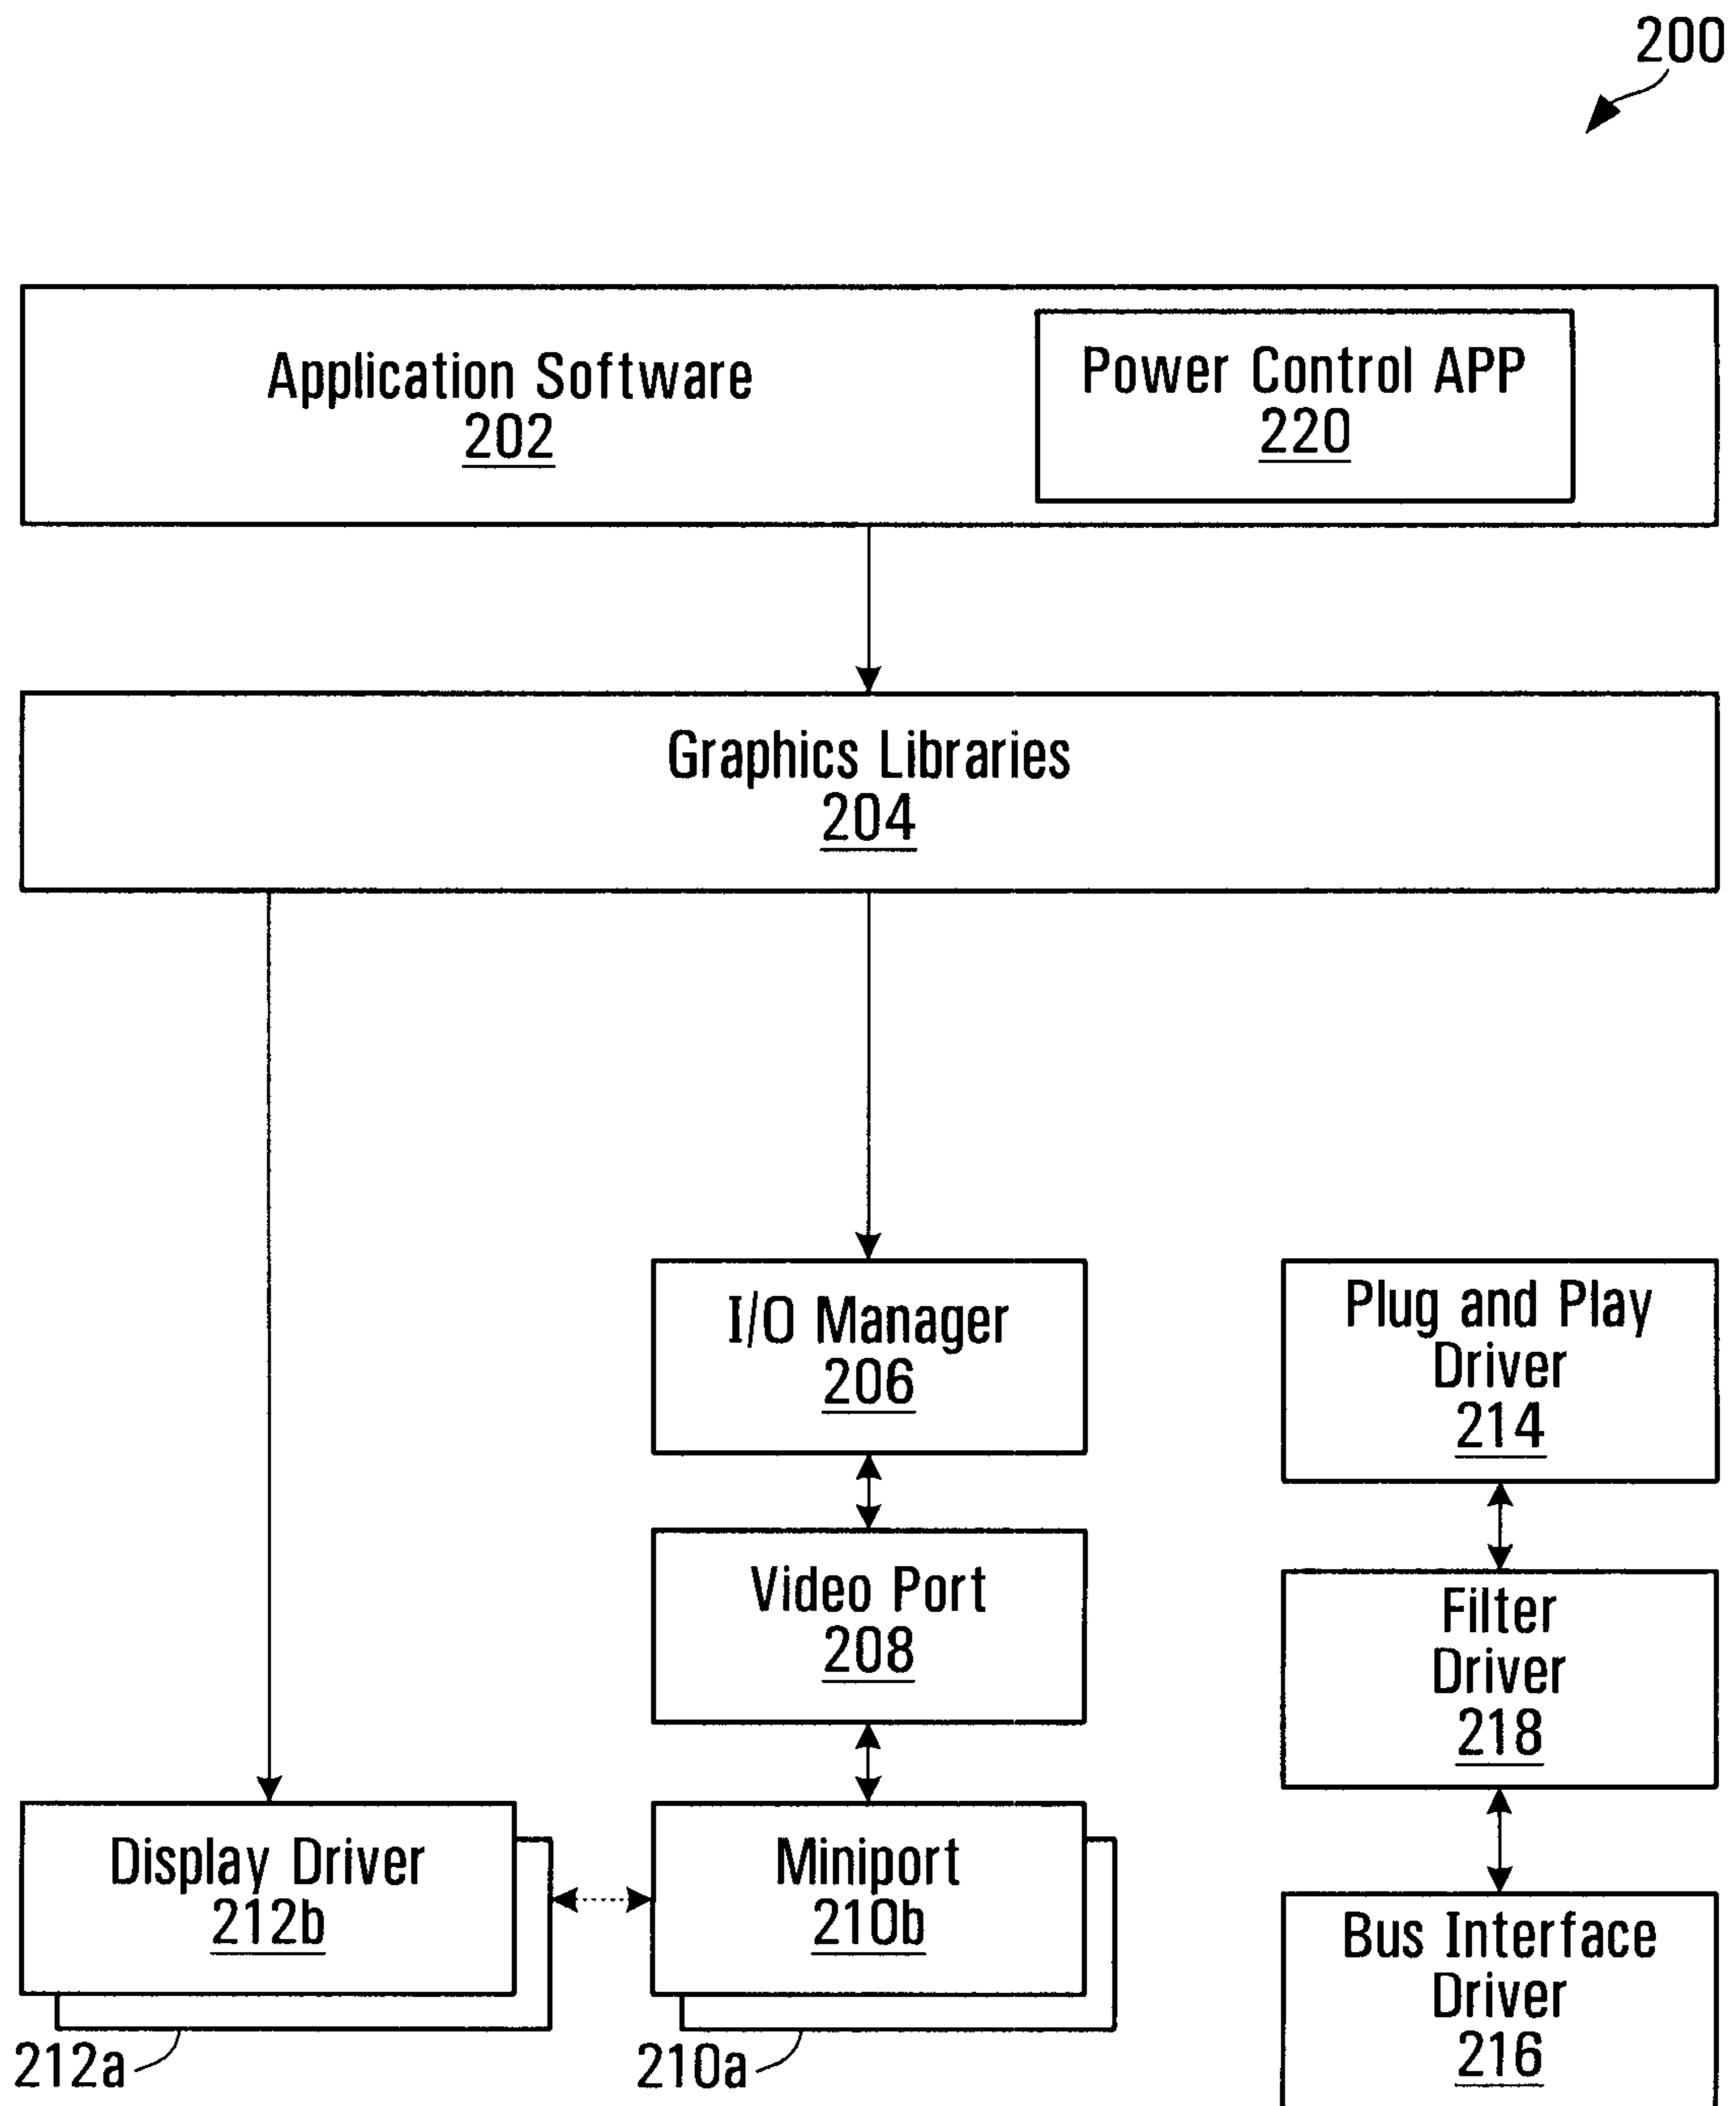 200
Application Software
202
Power Control APP
220
Graphics Libraries
204
I/O Manager
206
Plug and Play
Driver
214
Video Port
208
Filter
Driver
218
Display Driver
212b
Miniport
210b
Bus Interface
Driver
216
212a
210a